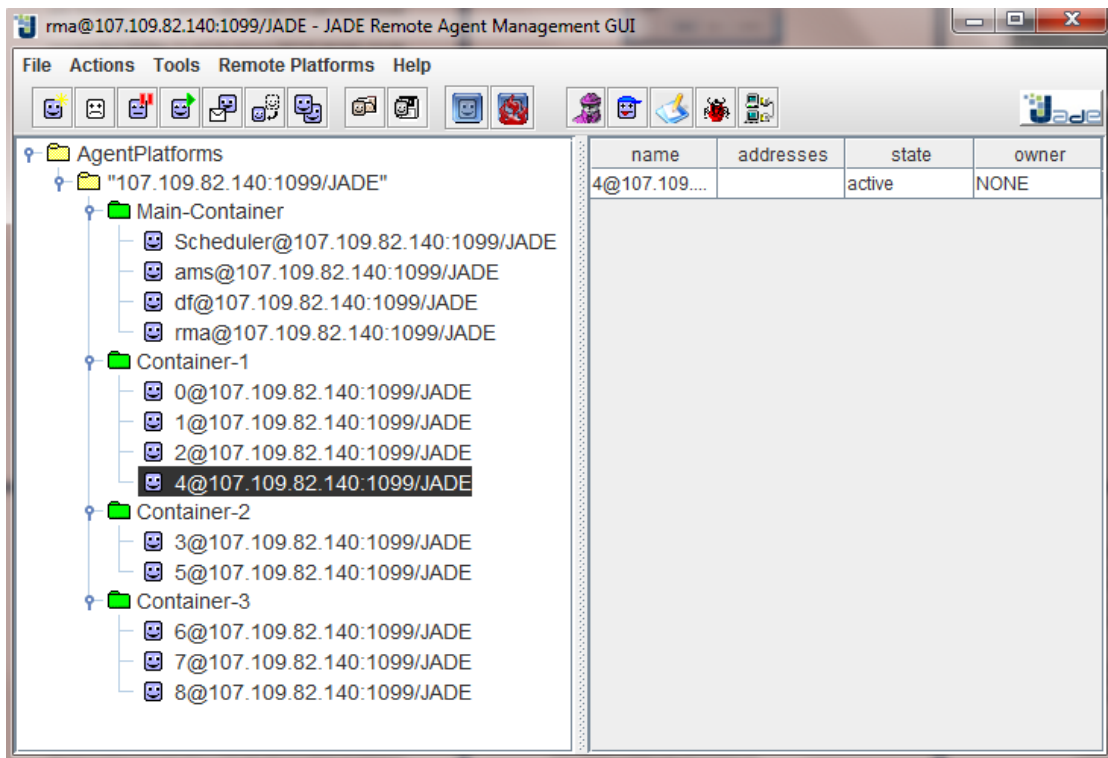 rma@107.109.82.140:1099/JADE - JADE Remote Agent Management GUI
File Actions Tools Remote Platforms Help
Jade
AgentPlatforms
"107.109.82.140:1099/JADE"
Main-Container
Scheduler@107.109.82.140:1099/JADE
ams@107.109.82.140:1099/JADE
df@107.109.82.140:1099/JADE
rma@107.109.82.140:1099/JADE
Container-1
0@107.109.82.140:1099/JADE
1@107.109.82.140:1099/JADE
2@107.109.82.140:1099/JADE
4@107.109.82.140:1099/JADE
Container-2
3@107.109.82.140:1099/JADE
5@107.109.82.140:1099/JADE
Container-3
6@107.109.82.140:1099/JADE
7@107.109.82.140:1099/JADE
8@107.109.82.140:1099/JADE
name addresses state owner
4@107.109.... active NONE